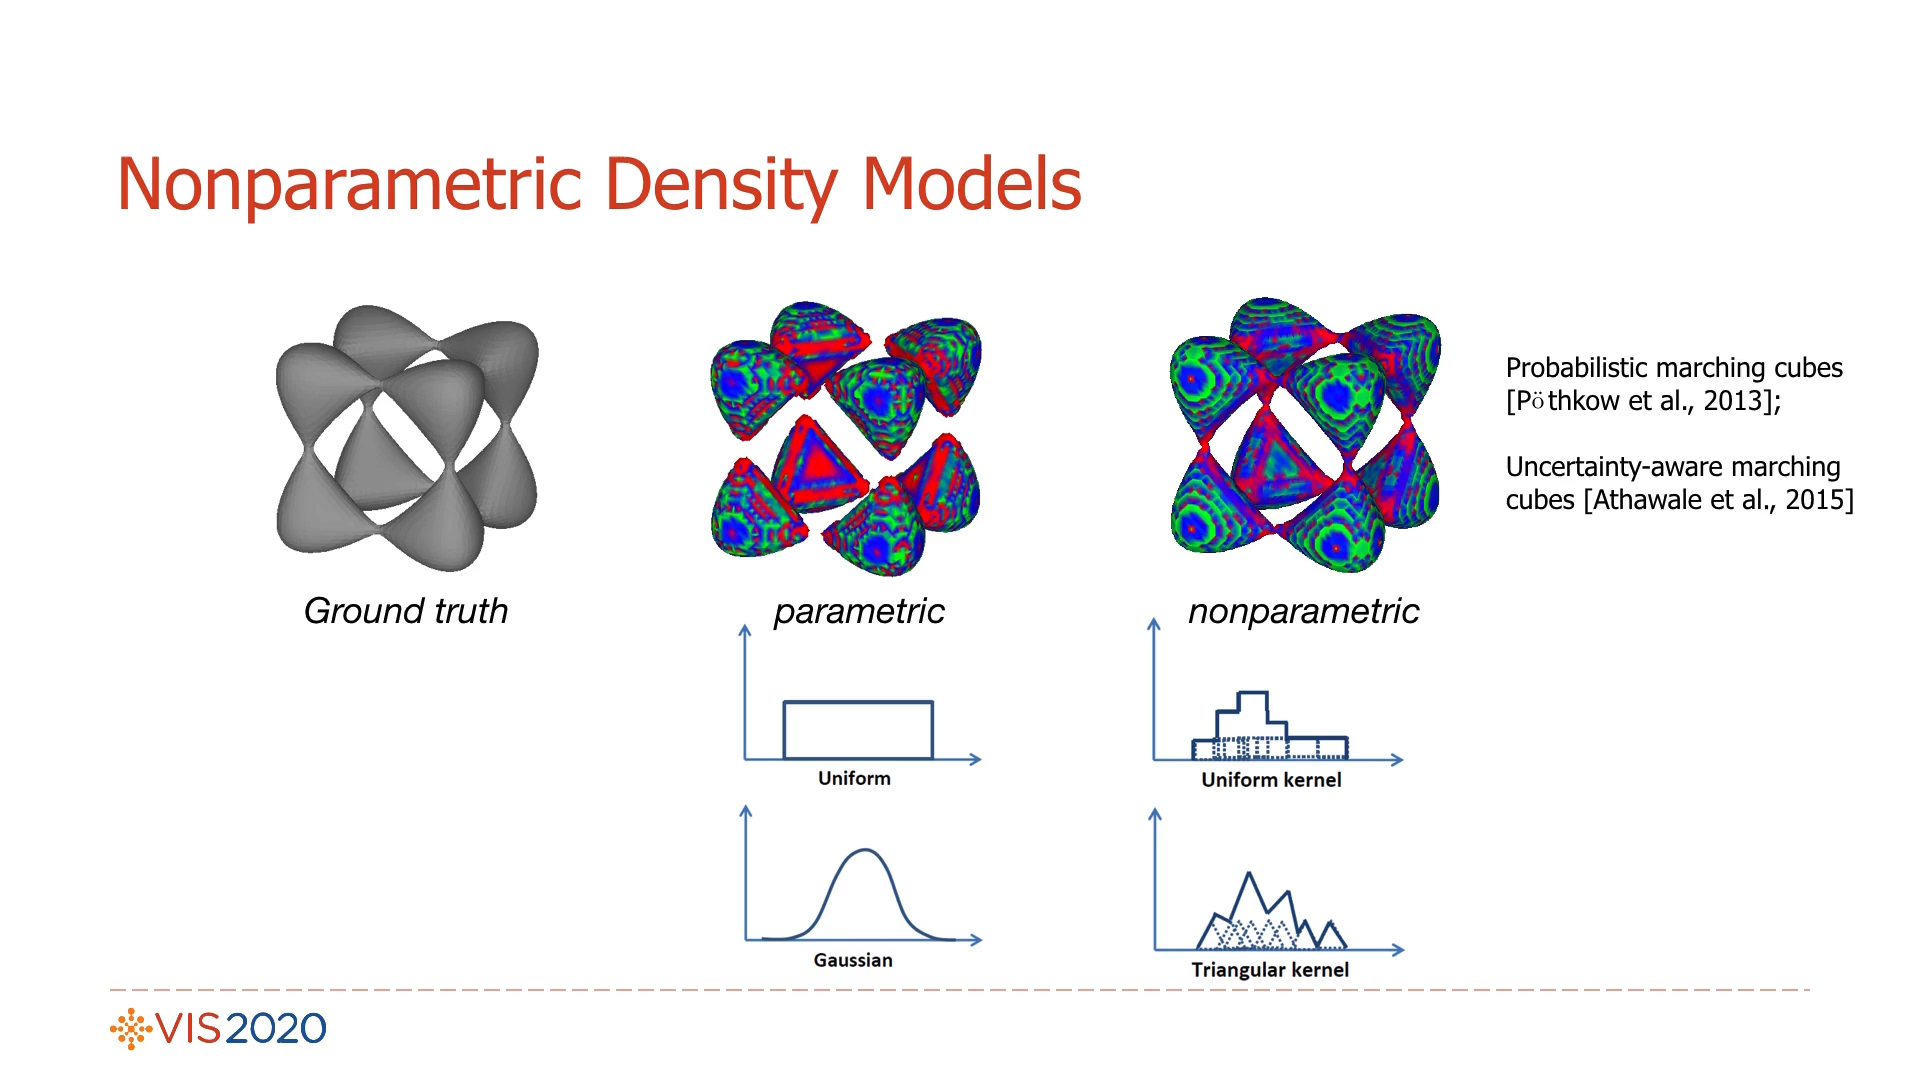 Nonparametric Density Models
Probabilistic marching cubes
[Pöthkow et al., 2013];
Uncertainty-aware marching
cubes [Athawale et al., 2015]
Ground truth
parametric
nonparametric
Uniform
Uniform kernel
Gaussian
Triangular kernel
VIS2020